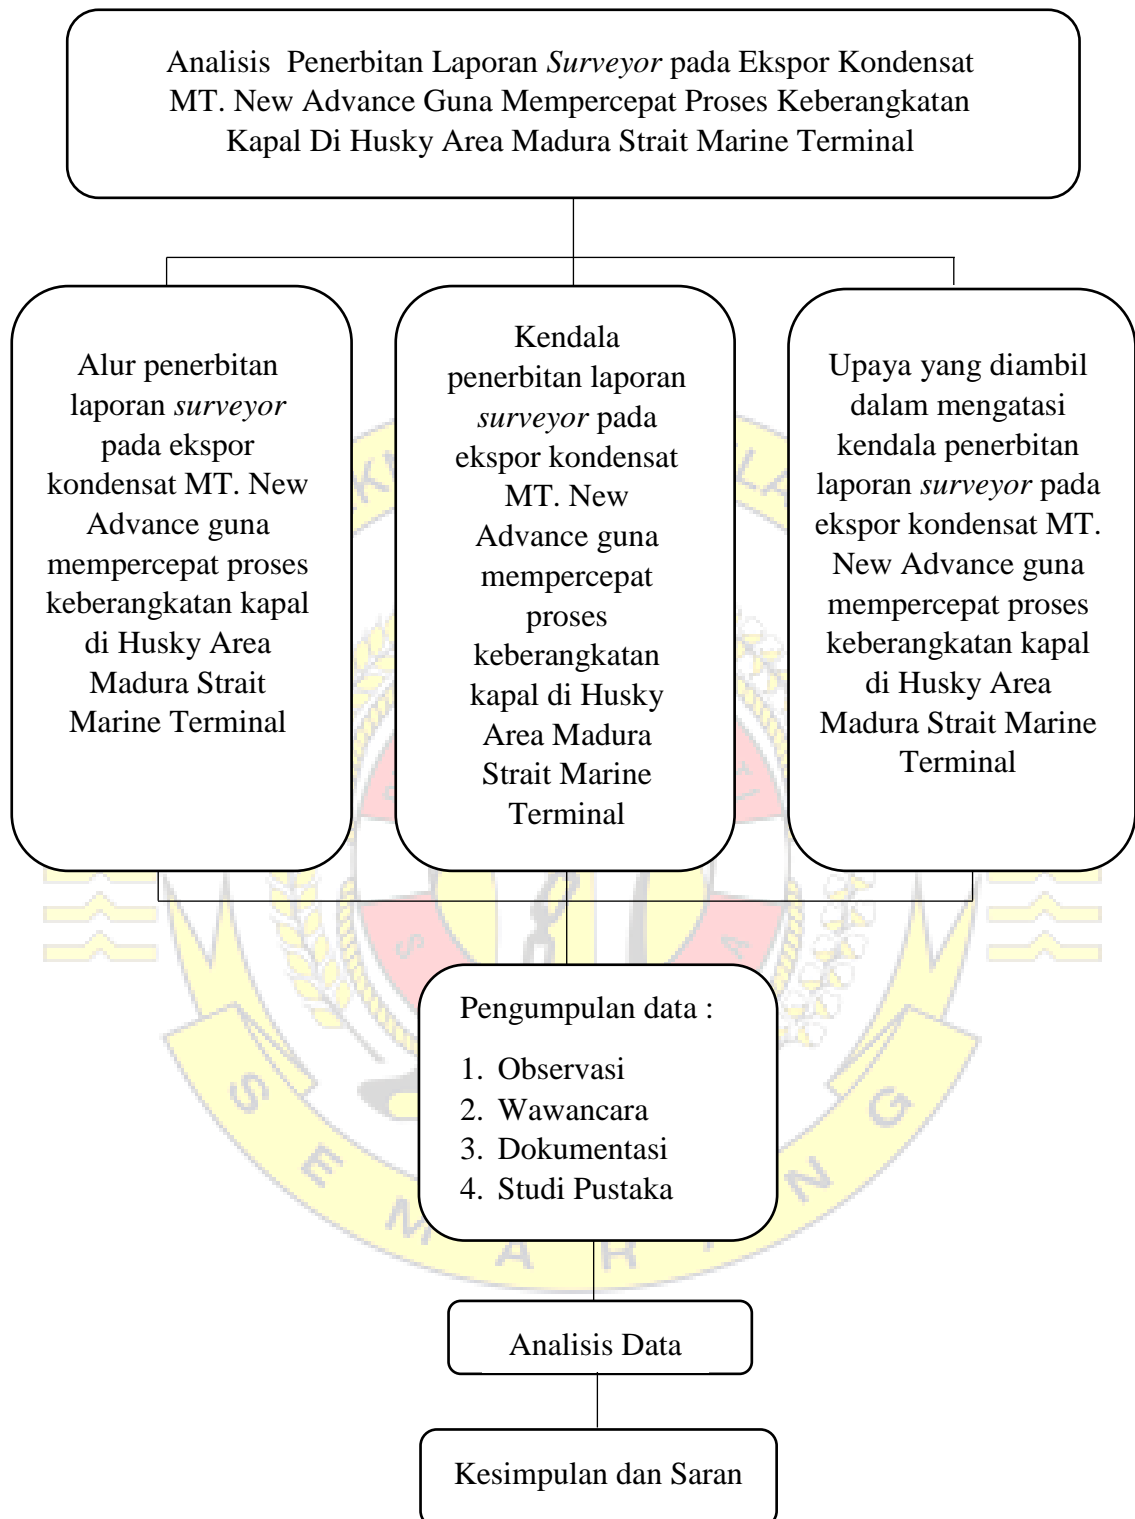 Analisis Penerbitan Laporan Surveyor pada Ekspor Kondensat
MT. New Advance Guna Mempercepat Proses Keberangkatan
Kapal Di Husky Area Madura Strait Marine Terminal
Alur penerbitan
laporan surveyor
pada ekspor
kondensat MT. New
Advance guna
mempercepat proses
keberangkatan kapal
di Husky Area
Madura Strait
Marine Terminal
Kendala
penerbitan laporan
surveyor pada
ekspor kondensat
MT. New
Advance guna
mempercepat
proses
keberangkatan
kapal di Husky
Area Madura
Strait Marine
Terminal
Upaya yang diambil
dalam mengatasi
kendala penerbitan
laporan surveyor pada
ekspor kondensat MT.
New Advance guna
mempercepat proses
keberangkatan kapal
di Husky Area
Madura Strait Marine
Terminal
Pengumpulan data :
1. Observasi
2. Wawancara
3. Dokumentasi
4. Studi Pustaka
Analisis Data
Kesimpulan dan Saran
SEMARANG